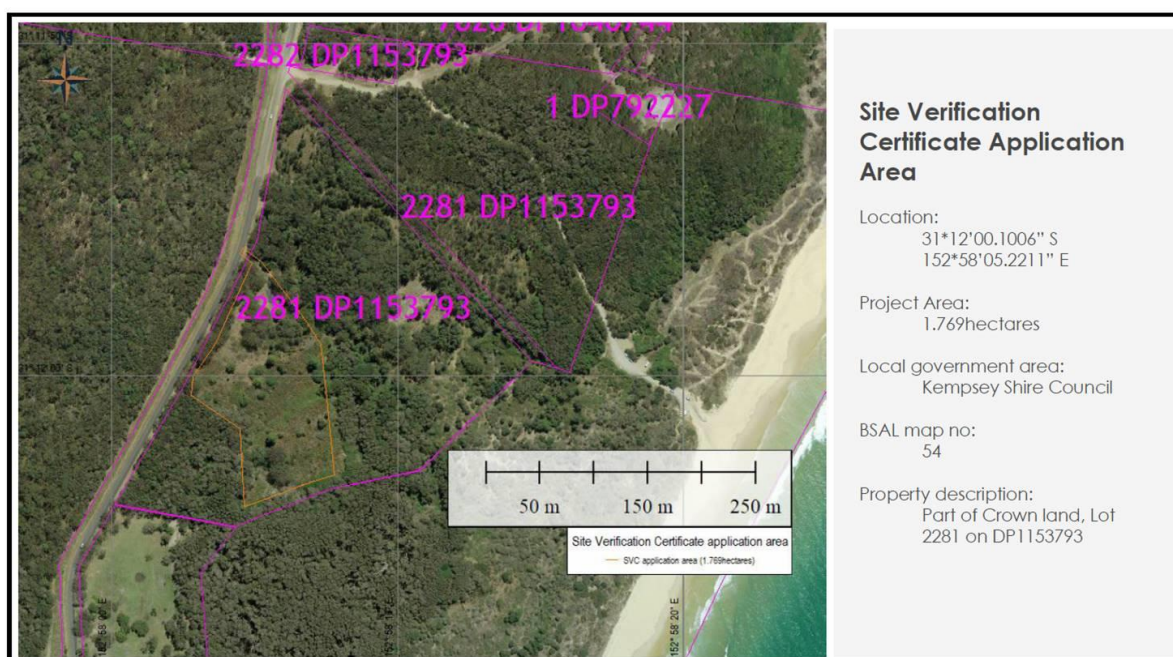 2282 DP1153793
1 DP792227
2281 DP1153793
2281 DP1153793
50 m 150 m 250 m
Site Verification Certificate application area
SVC application area (1.769hectares)
152° 58' 20" E
Site Verification
Certificate Application
Area
Location:
31*12’00.1006” S
152*58’05.2211” E
Project Area:
1.769hectares
Local government area:
Kempsey Shire Council
BSAL map no:
54
Property description:
Part of Crown land, Lot
2281 on DP1153793